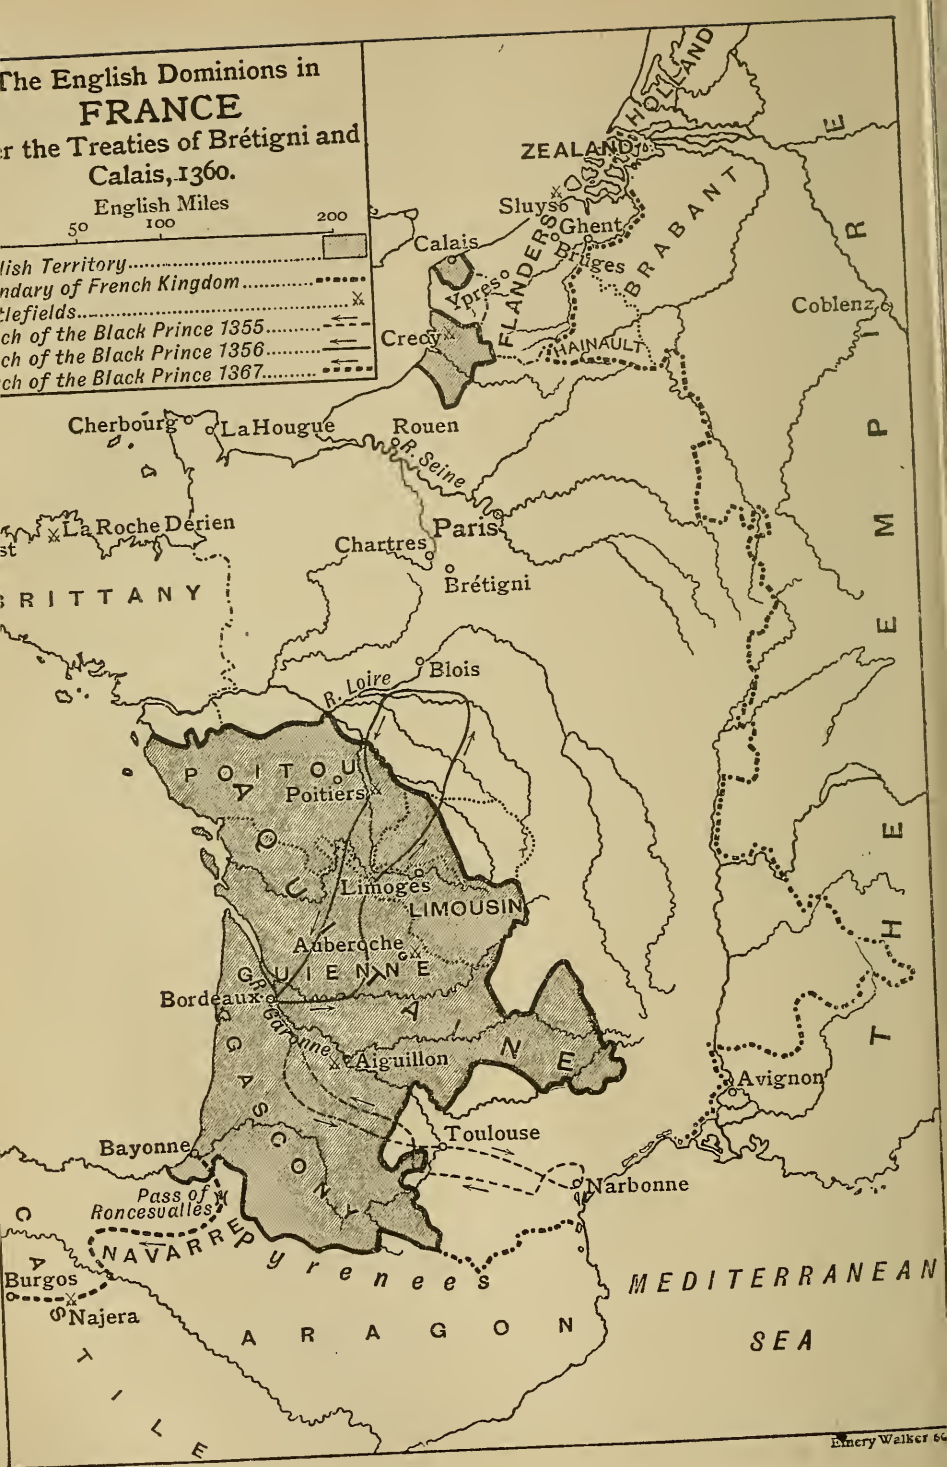 The English Dominions in
FRANCE
er the Treaties of Brétigni and
Calais, 1360.
English Miles
50 100 200
lish Territory
ndary of French Kingdom
tlefields
ch of the Black Prince 1355
ch of the Black Prince 1356
ch of the Black Prince 1367
HOLLAND
ZEALAND
Sluys
Ghent
Bruges
BRABANT
Calais
Ypres
FLANDERS
Coblenz
Crecy
HAINAULT
THE EMPIRE
Cherbourg
La Hougue
Rouen
R. Seine
La Roche Derien
st
Paris
Chartres
Brétigni
BRITTANY
Blois
R. Loire
POITOU
Poitiers
AQUITANE
Limoges
LIMOUSIN
Auberoche
GUIENNE
Bordeaux
R. Garonne
Aiguillon
GASCONY
Avignon
Toulouse
Bayonne
Narbonne
Pass of
Roncesvalles
NAVARRE
Pyrenees
CASTILE
Burgos
Najera
MEDITERRANEAN
SEA
ARAGON
Emery Walker sc